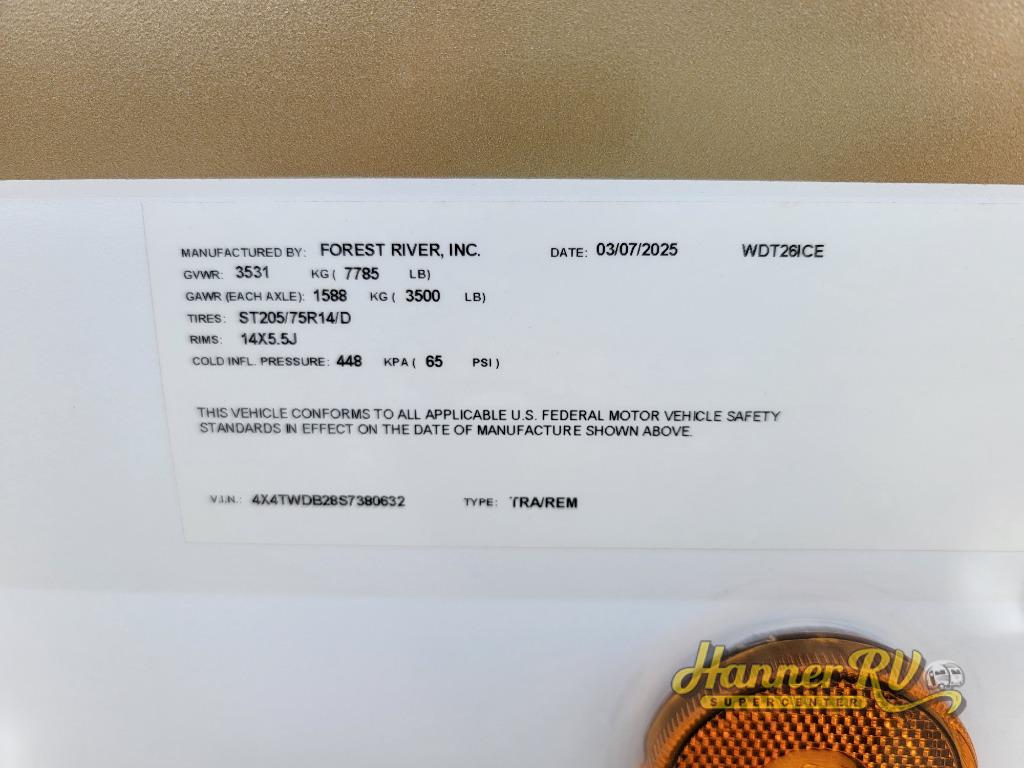 MANUFACTURED BY: FOREST RIVER, INC. DATE: 03/07/2025 WDT26ICE
GVWR: 3531 KG ( 7785 LB)
GAWR (EACH AXLE): 1588 KG ( 3500 LB)
TIRES: ST205/75R14/D
RIMS: 14X5.5J
COLD INFL. PRESSURE: 448 KPA ( 65 PSI )
THIS VEHICLE CONFORMS TO ALL APPLICABLE U.S. FEDERAL MOTOR VEHICLE SAFETY
STANDARDS IN EFFECT ON THE DATE OF MANUFACTURE SHOWN ABOVE.
V.I.N.: 4X4TWDB28S7380632 TYPE: TRA/REM
Hanner RV
SUPERCENTER